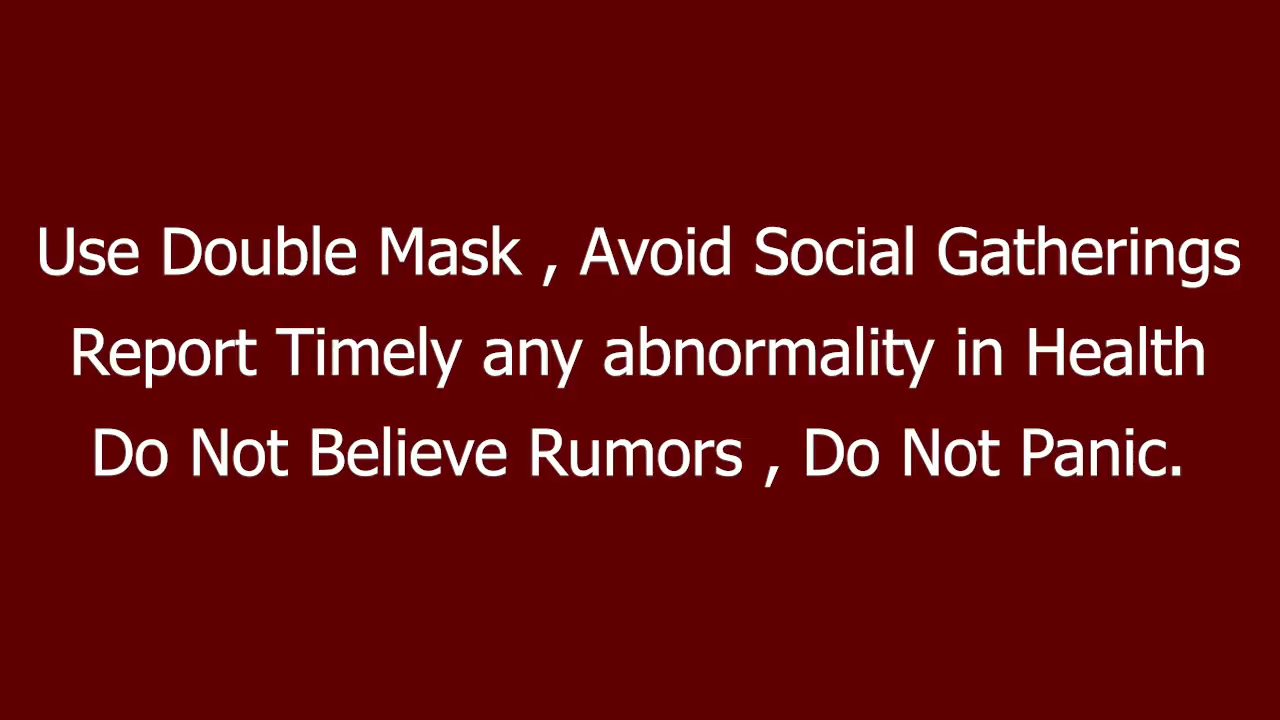 Use Double Mask , Avoid Social Gatherings
Report Timely any abnormality in Health
Do Not Believe Rumors , Do Not Panic.